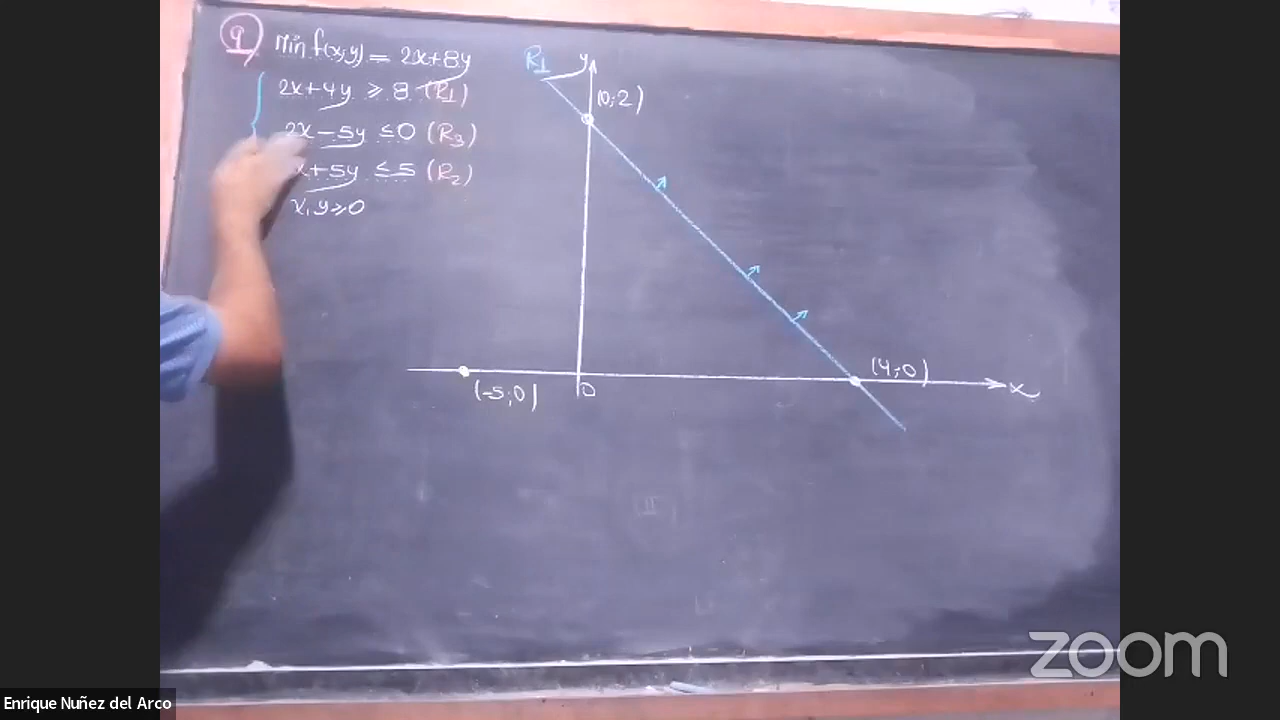 9) Min f(x;y) = 2x+8y
2x+4y ≥ 8 (R1)
2x-5y ≤0 (R3)
x+5y ≤5 (R2)
x, y ≥0
R1
y
(0;2)
(4;0)
x
(-5;0)
0
zoom
Enrique Nuñez del Arco